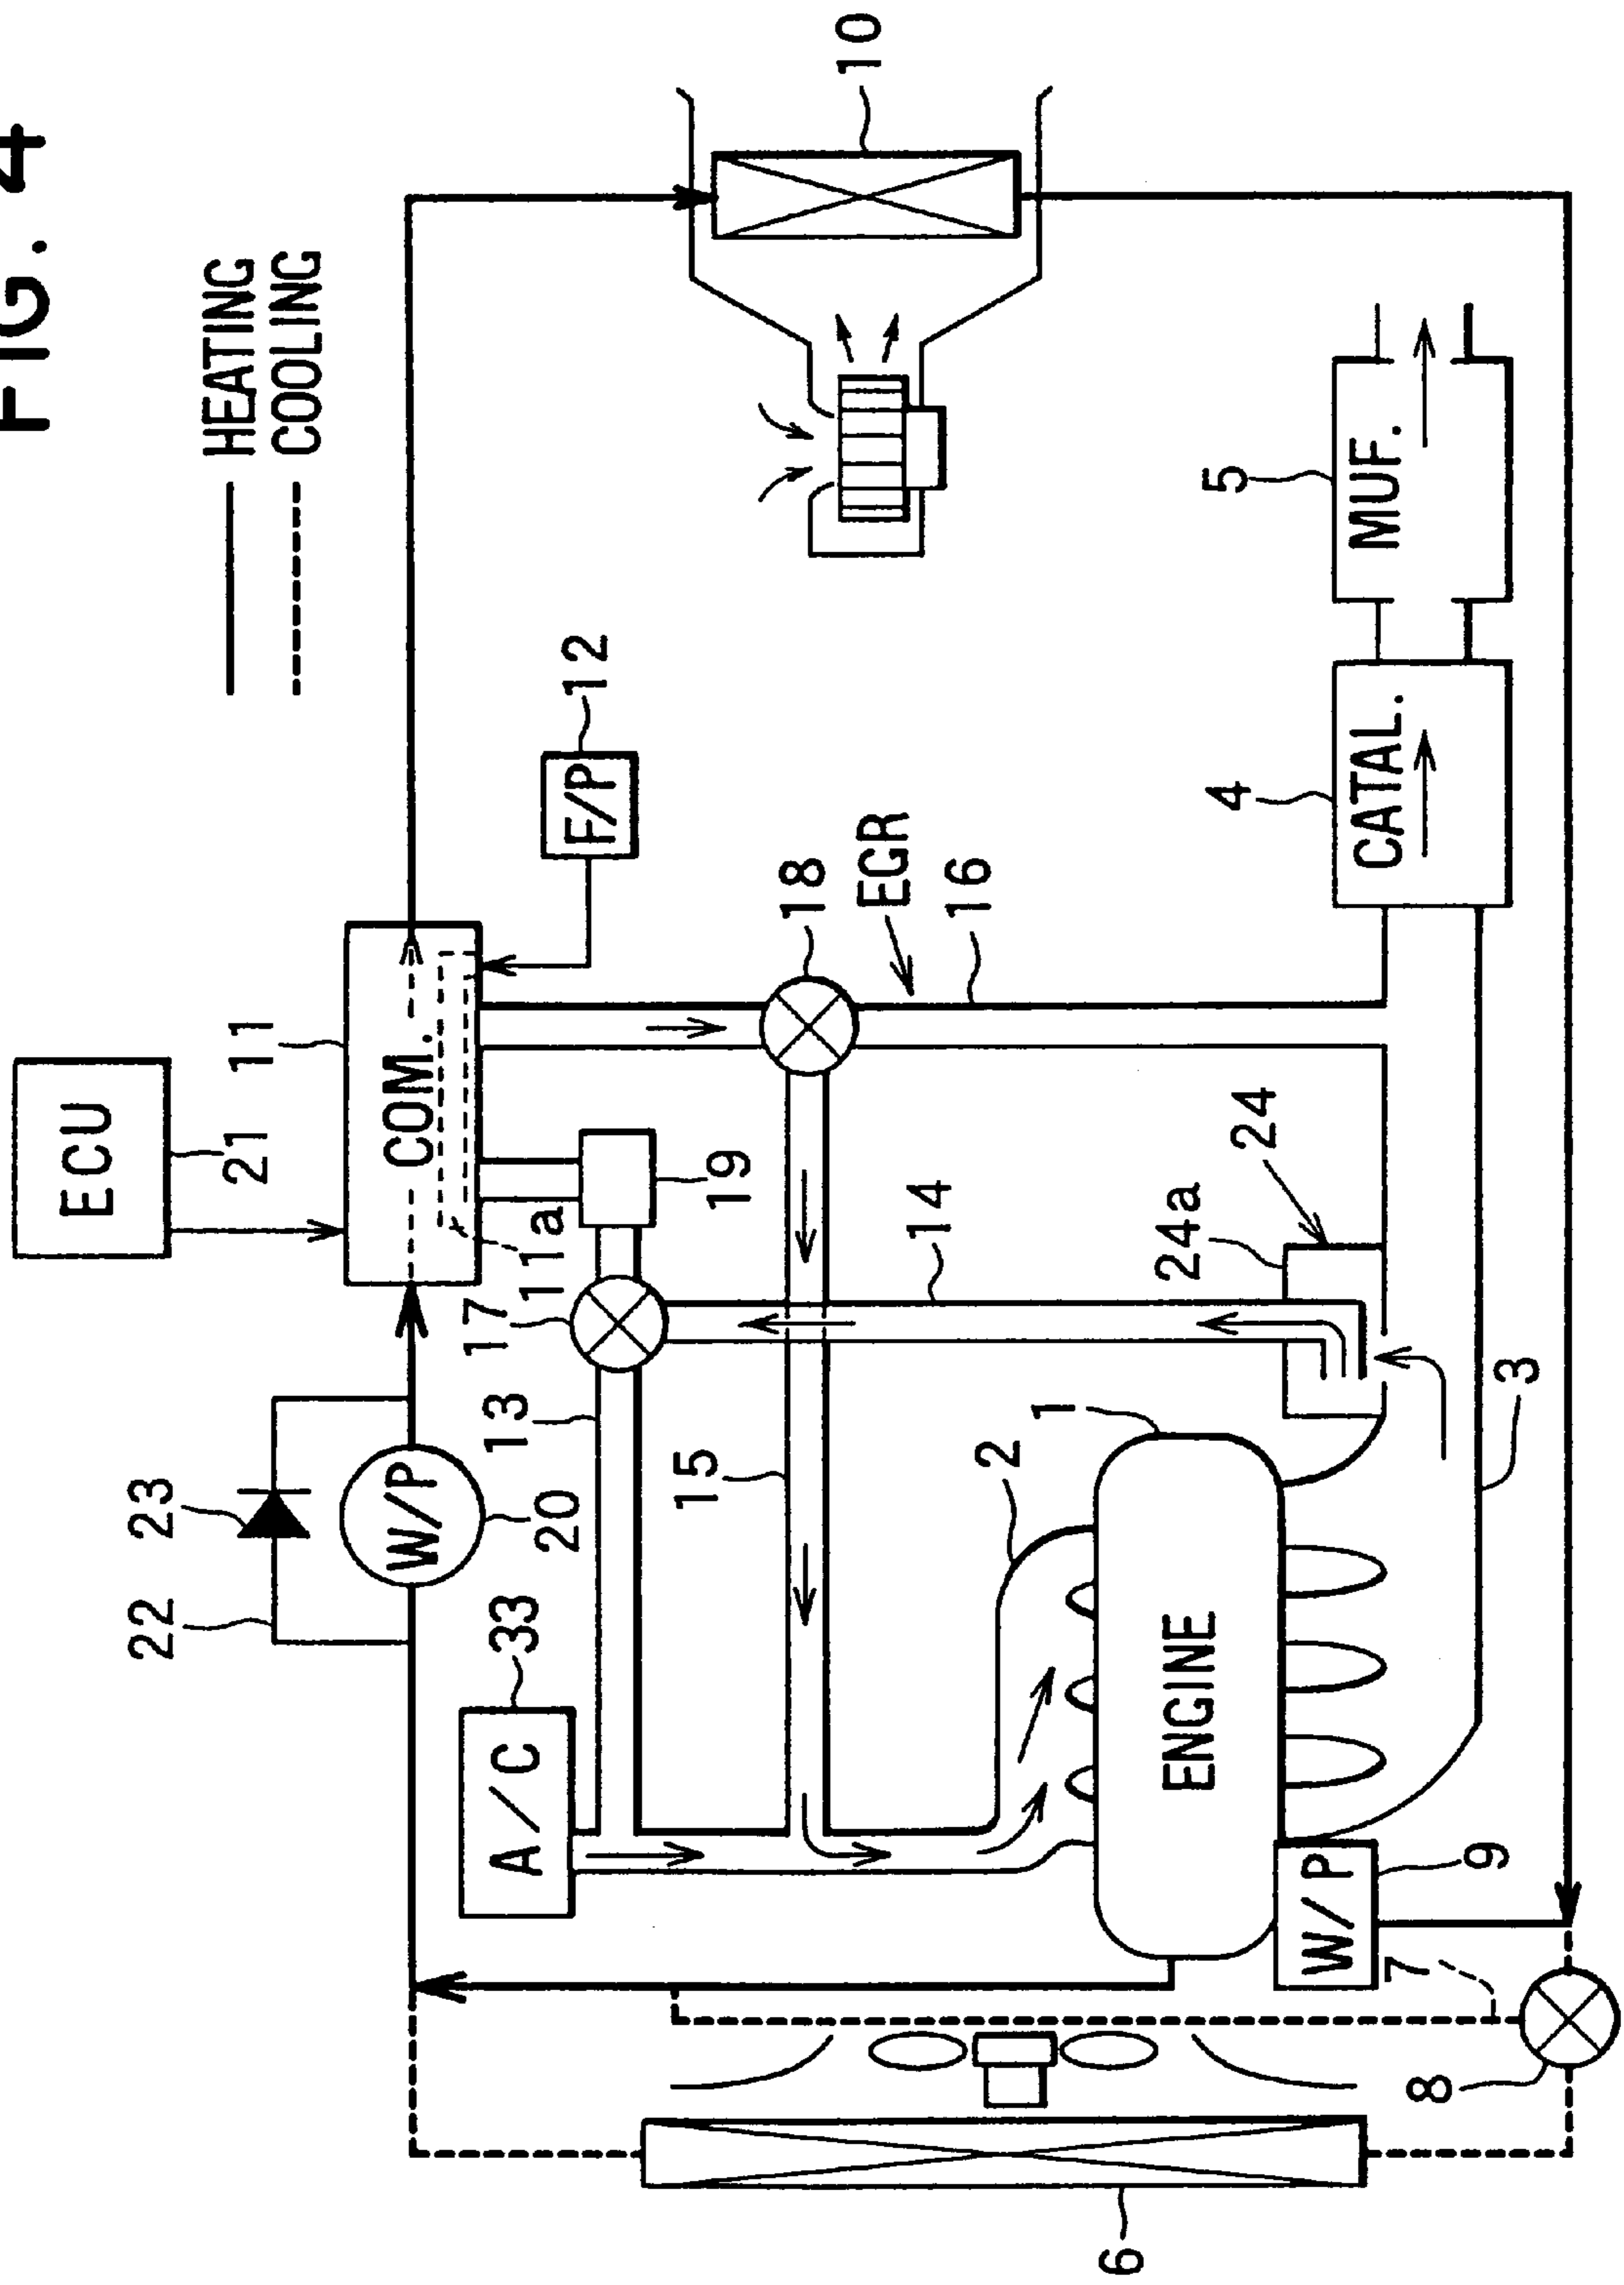 FIG. 4
HEATING
COOLING
ECU
21
11
COM.
11a
F/P
12
10
22
23
W/P
20
A/C
33
13
17
19
18
EGR
16
15
14
24
24a
2
1
ENGINE
3
4
CATAL.
5
MUF.
W/P
9
7
8
6